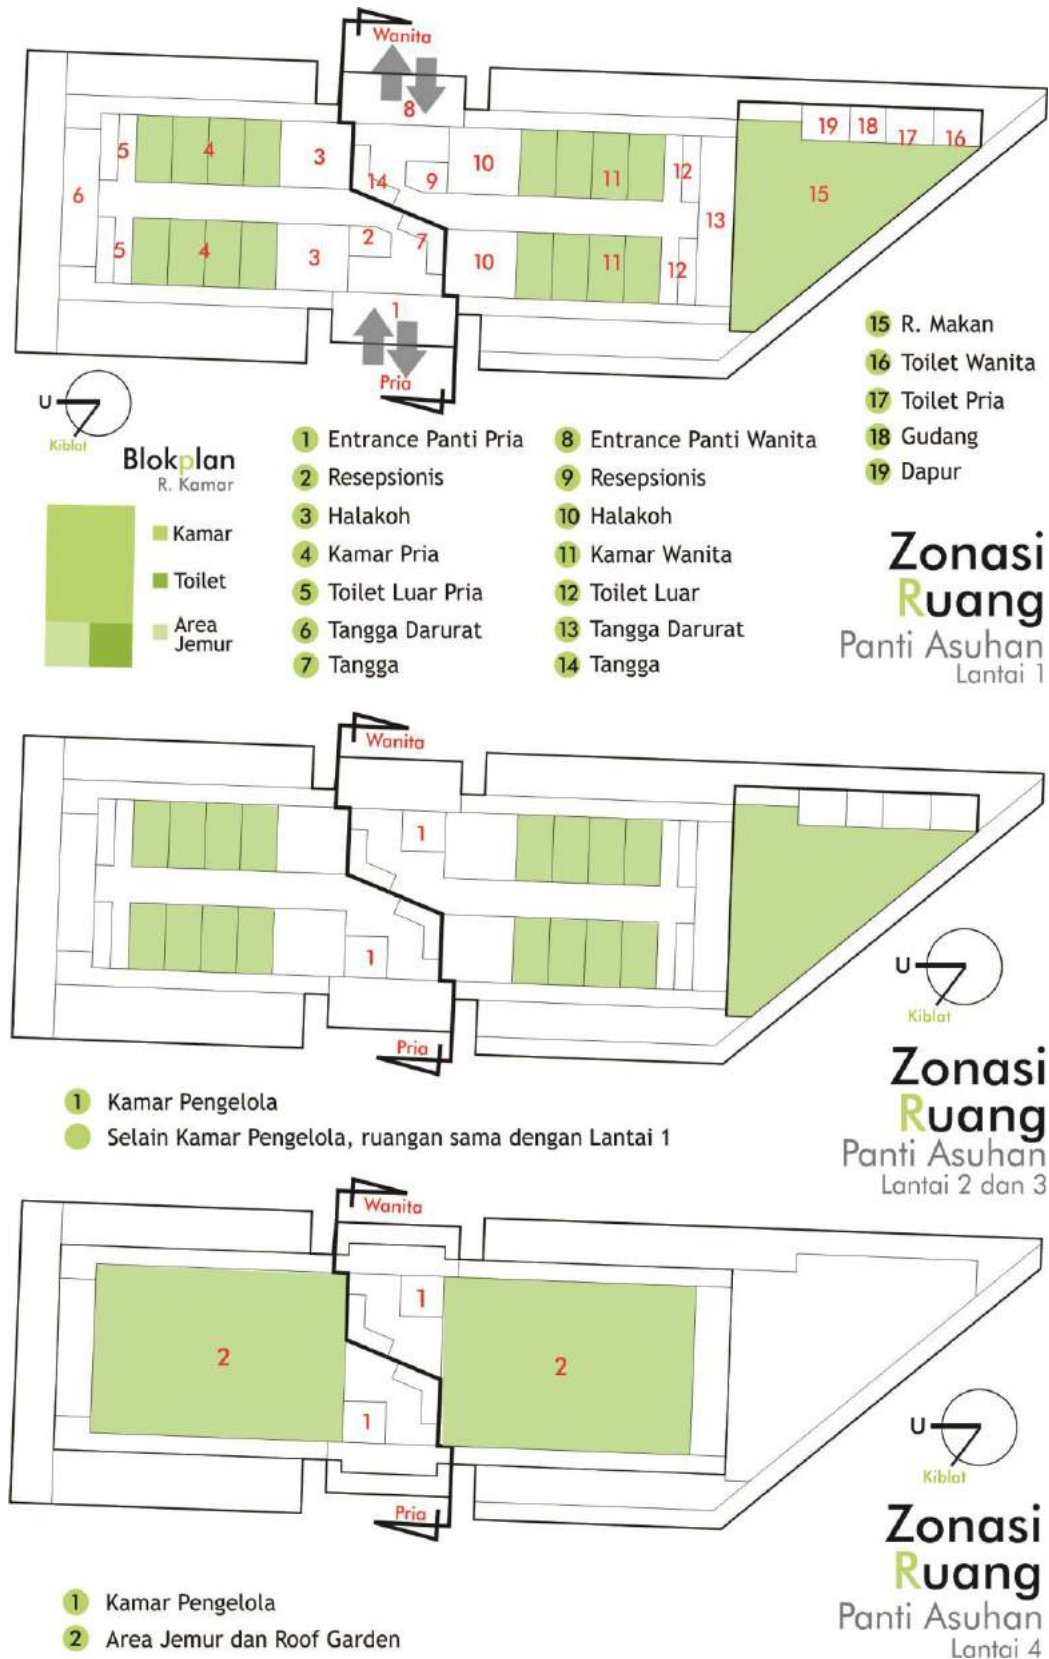 Wanita
8
19 18 17 16
5 4 3 14 9 10 11 12
6 15
13
5 4 3 2 7 10 11 12
1
Pria
U
Kiblat
Blokplan
R. Kamar
Kamar
Toilet
Area
Jemur
1 Entrance Panti Pria
2 Resepsionis
3 Halakoh
4 Kamar Pria
5 Toilet Luar Pria
6 Tangga Darurat
7 Tangga
8 Entrance Panti Wanita
9 Resepsionis
10 Halakoh
11 Kamar Wanita
12 Toilet Luar
13 Tangga Darurat
14 Tangga
15 R. Makan
16 Toilet Wanita
17 Toilet Pria
18 Gudang
19 Dapur
Zonasi
Ruang
Panti Asuhan
Lantai 1
Wanita
1
1
Pria
U
Kiblat
1 Kamar Pengelola
Selain Kamar Pengelola, ruangan sama dengan Lantai 1
Zonasi
Ruang
Panti Asuhan
Lantai 2 dan 3
Wanita
1
2 2
1
Pria
U
Kiblat
1 Kamar Pengelola
2 Area Jemur dan Roof Garden
Zonasi
Ruang
Panti Asuhan
Lantai 4